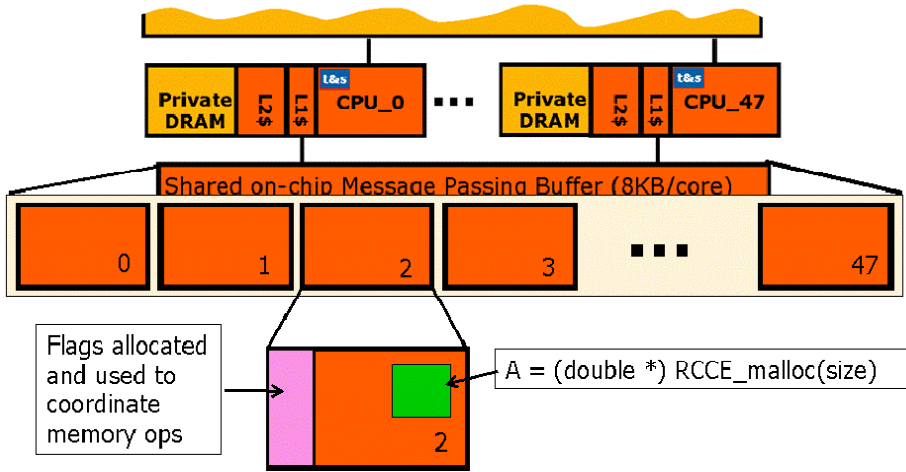 t&s
Private
DRAM
L2$
L1$
CPU_0
...
t&s
Private
DRAM
L2$
L1$
CPU_47
Shared on-chip Message Passing Buffer (8KB/core)
0
1
2
3
...
47
Flags allocated
and used to
coordinate
memory ops
A = (double *) RCCE_malloc(size)
2